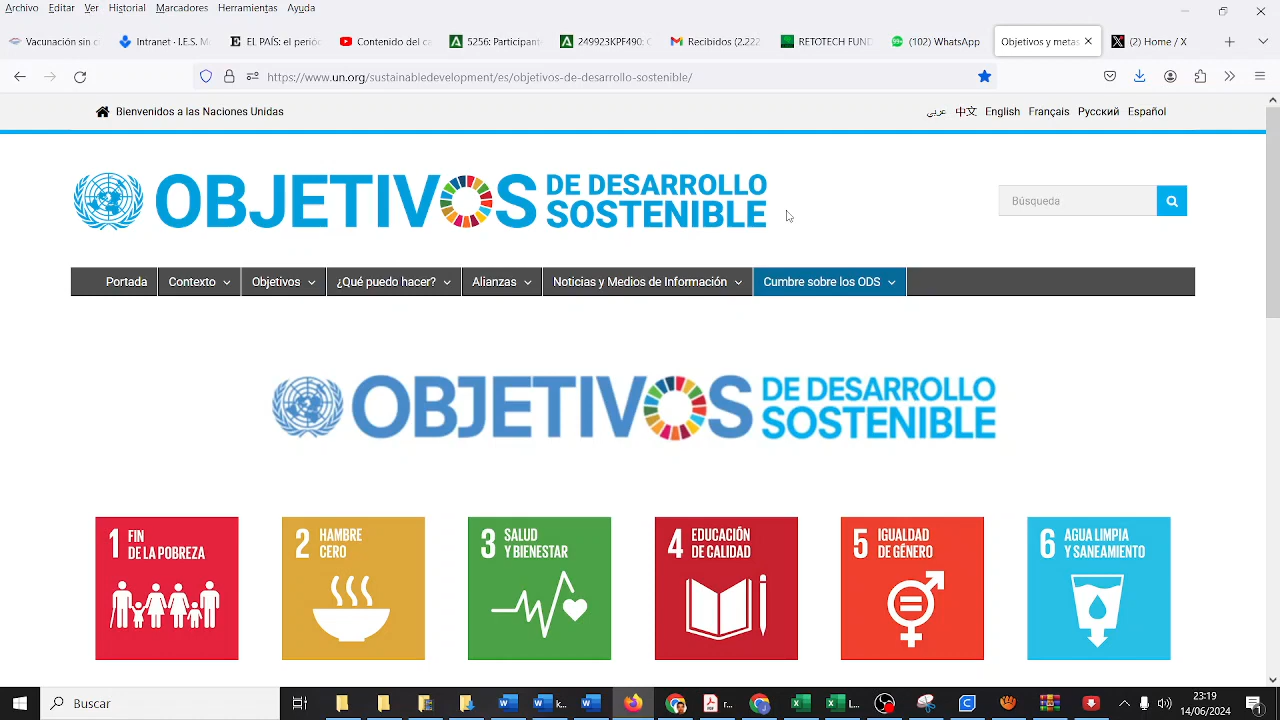 Archivo Editar Ver Historial Marcadores Herramientas Ayuda
Vacunación sin c
Intranet - I.E.S. M
EL PAÍS: el perióc
Contenido del ca
5256: Participant
249923KPF490: C
Recibidos (2.222
RETOTECH FUND
(102) WhatsApp
Objetivos y metas
(2) Home / X
https://www.un.org/sustainabledevelopment/es/objetivos-de-desarrollo-sostenible/
Bienvenidos a las Naciones Unidas
عربي 中文 English Français Русский Español
OBJETIVOS DE DESARROLLO
SOSTENIBLE
Búsqueda
Portada Contexto Objetivos ¿Qué puedo hacer? Alianzas Noticias y Medios de Información Cumbre sobre los ODS
OBJETIVOS DE DESARROLLO
SOSTENIBLE
1 FIN
DE LA POBREZA
2 HAMBRE
CERO
3 SALUD
Y BIENESTAR
4 EDUCACIÓN
DE CALIDAD
5 IGUALDAD
DE GÉNERO
6 AGUA LIMPIA
Y SANEAMIENTO
Buscar
23:19
14/06/2024